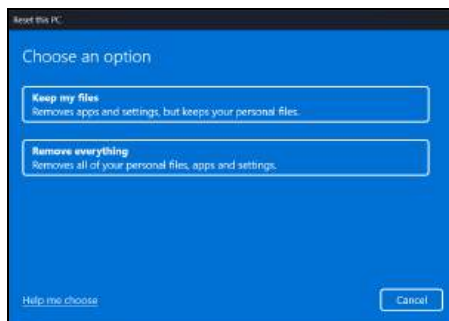 Reset this PC
Choose an option
Keep my files
Removes apps and settings, but keeps your personal files.
Remove everything
Removes all of your personal files, apps and settings.
Help me choose
Cancel